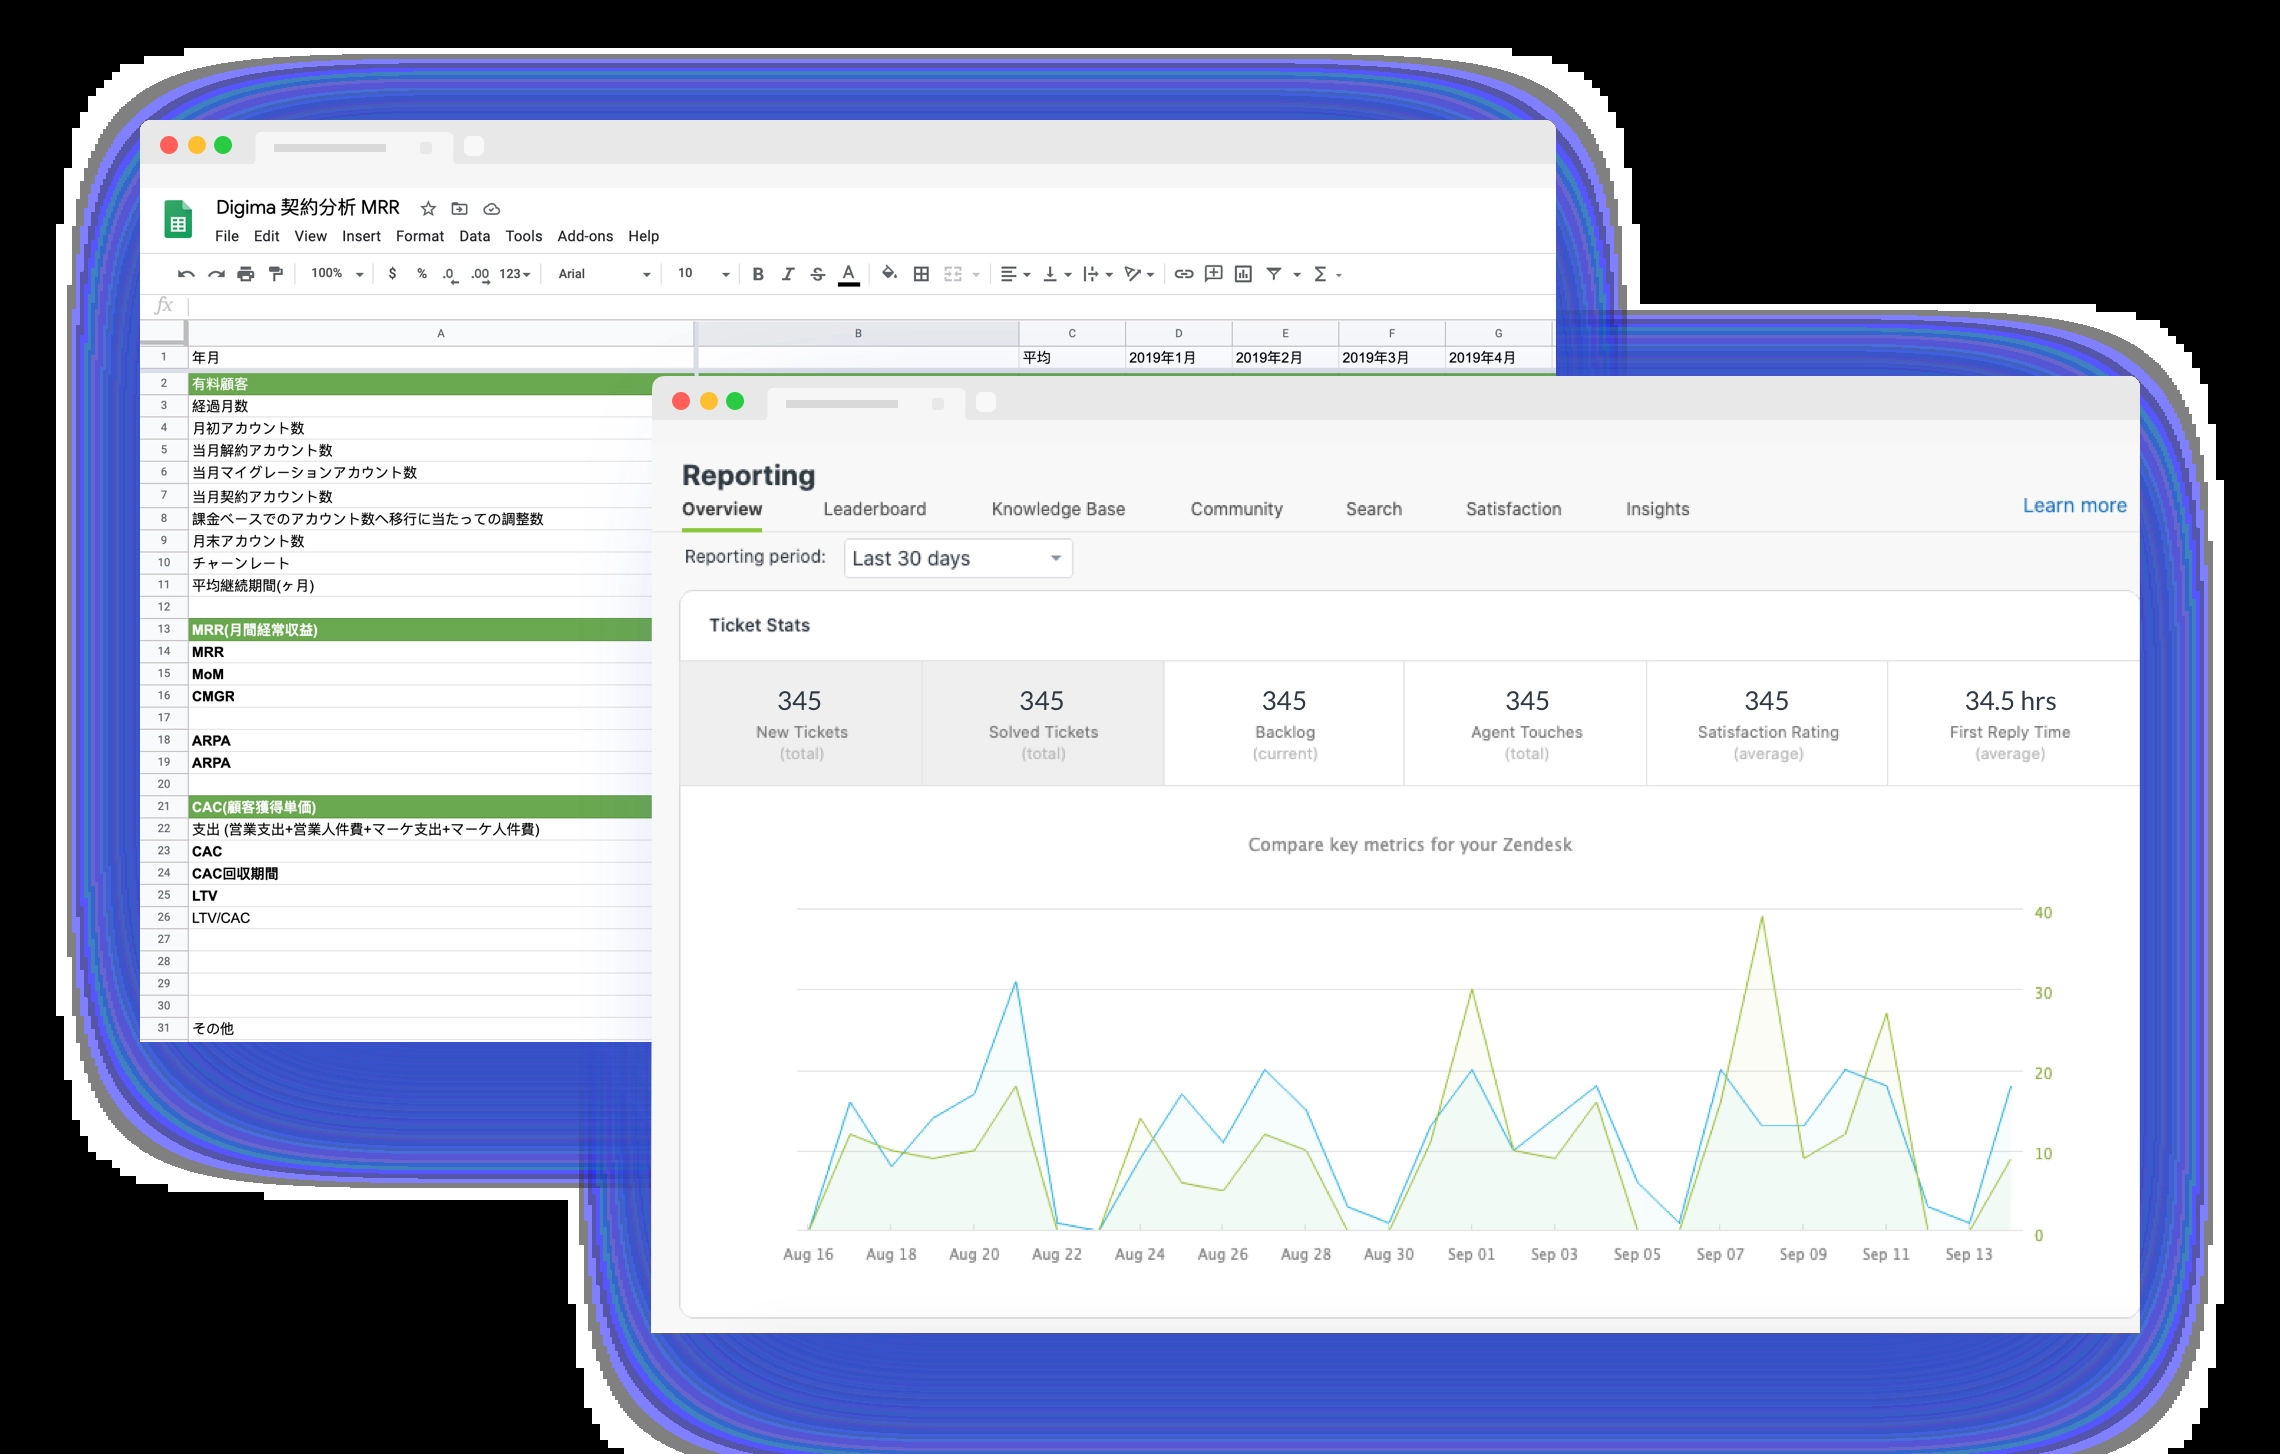 Digima 契約分析 MRR
File Edit View Insert Format Data Tools Add-ons Help
100% $ % .0 .00 123 Arial 10 B I S A Σ
fx
A B C D E F G
1 年月 平均 2019年1月 2019年2月 2019年3月 2019年4月
2 有料顧客
3 経過月数
4 月初アカウント数
5 当月解約アカウント数
6 当月マイグレーションアカウント数
7 当月契約アカウント数
8 課金ベースでのアカウント数へ移行に当たっての調整数
9 月末アカウント数
10 チャーンレート
11 平均継続期間(ヶ月)
12
13 MRR(月間経常収益)
14 MRR
15 MoM
16 CMGR
17
18 ARPA
19 ARPA
20
21 CAC(顧客獲得単価)
22 支出 (営業支出+営業人件費+マーケ支出+マーケ人件費)
23 CAC
24 CAC回収期間
25 LTV
26 LTV/CAC
27
28
29
30
31 その他
Reporting
Overview Leaderboard Knowledge Base Community Search Satisfaction Insights Learn more
Reporting period: Last 30 days
Ticket Stats
345 345 345 345 345 34.5 hrs
New Tickets Solved Tickets Backlog Agent Touches Satisfaction Rating First Reply Time
(total) (total) (current) (total) (average) (average)
Compare key metrics for your Zendesk
40
30
20
10
0
Aug 16 Aug 18 Aug 20 Aug 22 Aug 24 Aug 26 Aug 28 Aug 30 Sep 01 Sep 03 Sep 05 Sep 07 Sep 09 Sep 11 Sep 13